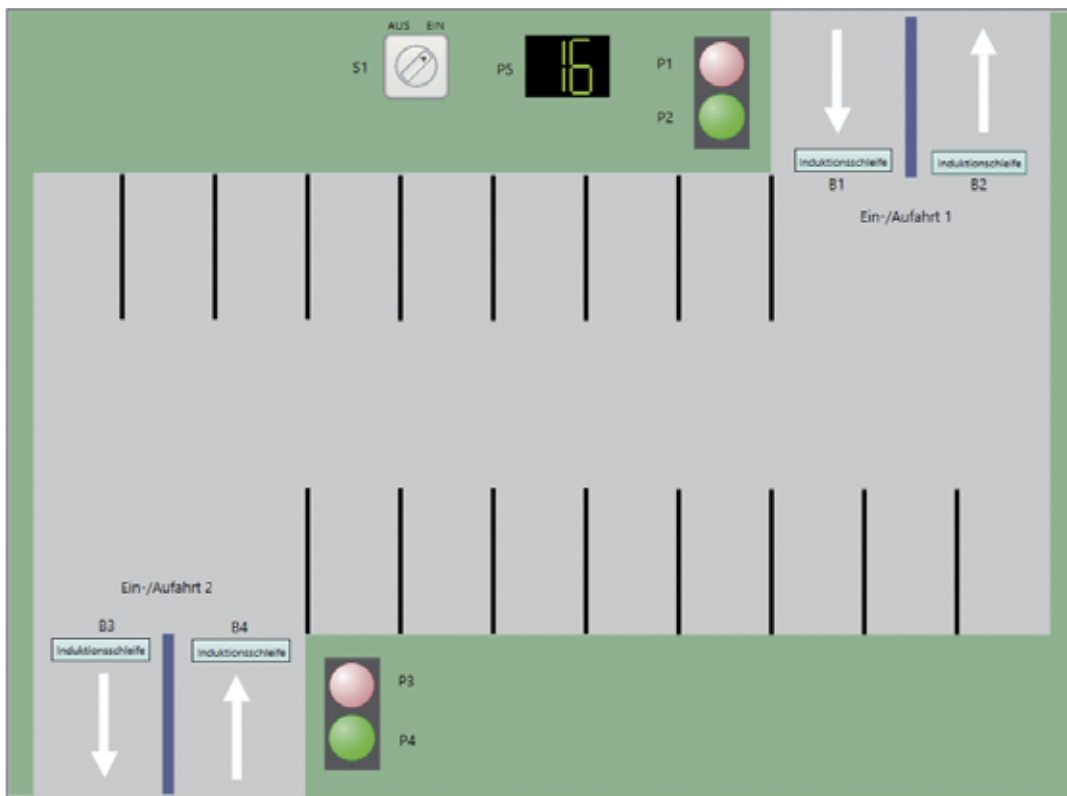 AUS EIN
S1
P5
16
P1
P2
Induktionsschleife
Induktionschleife
B1
B2
Ein-/Aufahrt 1
Ein-/Aufahrt 2
B3
B4
Induktionsschleife
Induktionsschleife
P3
P4